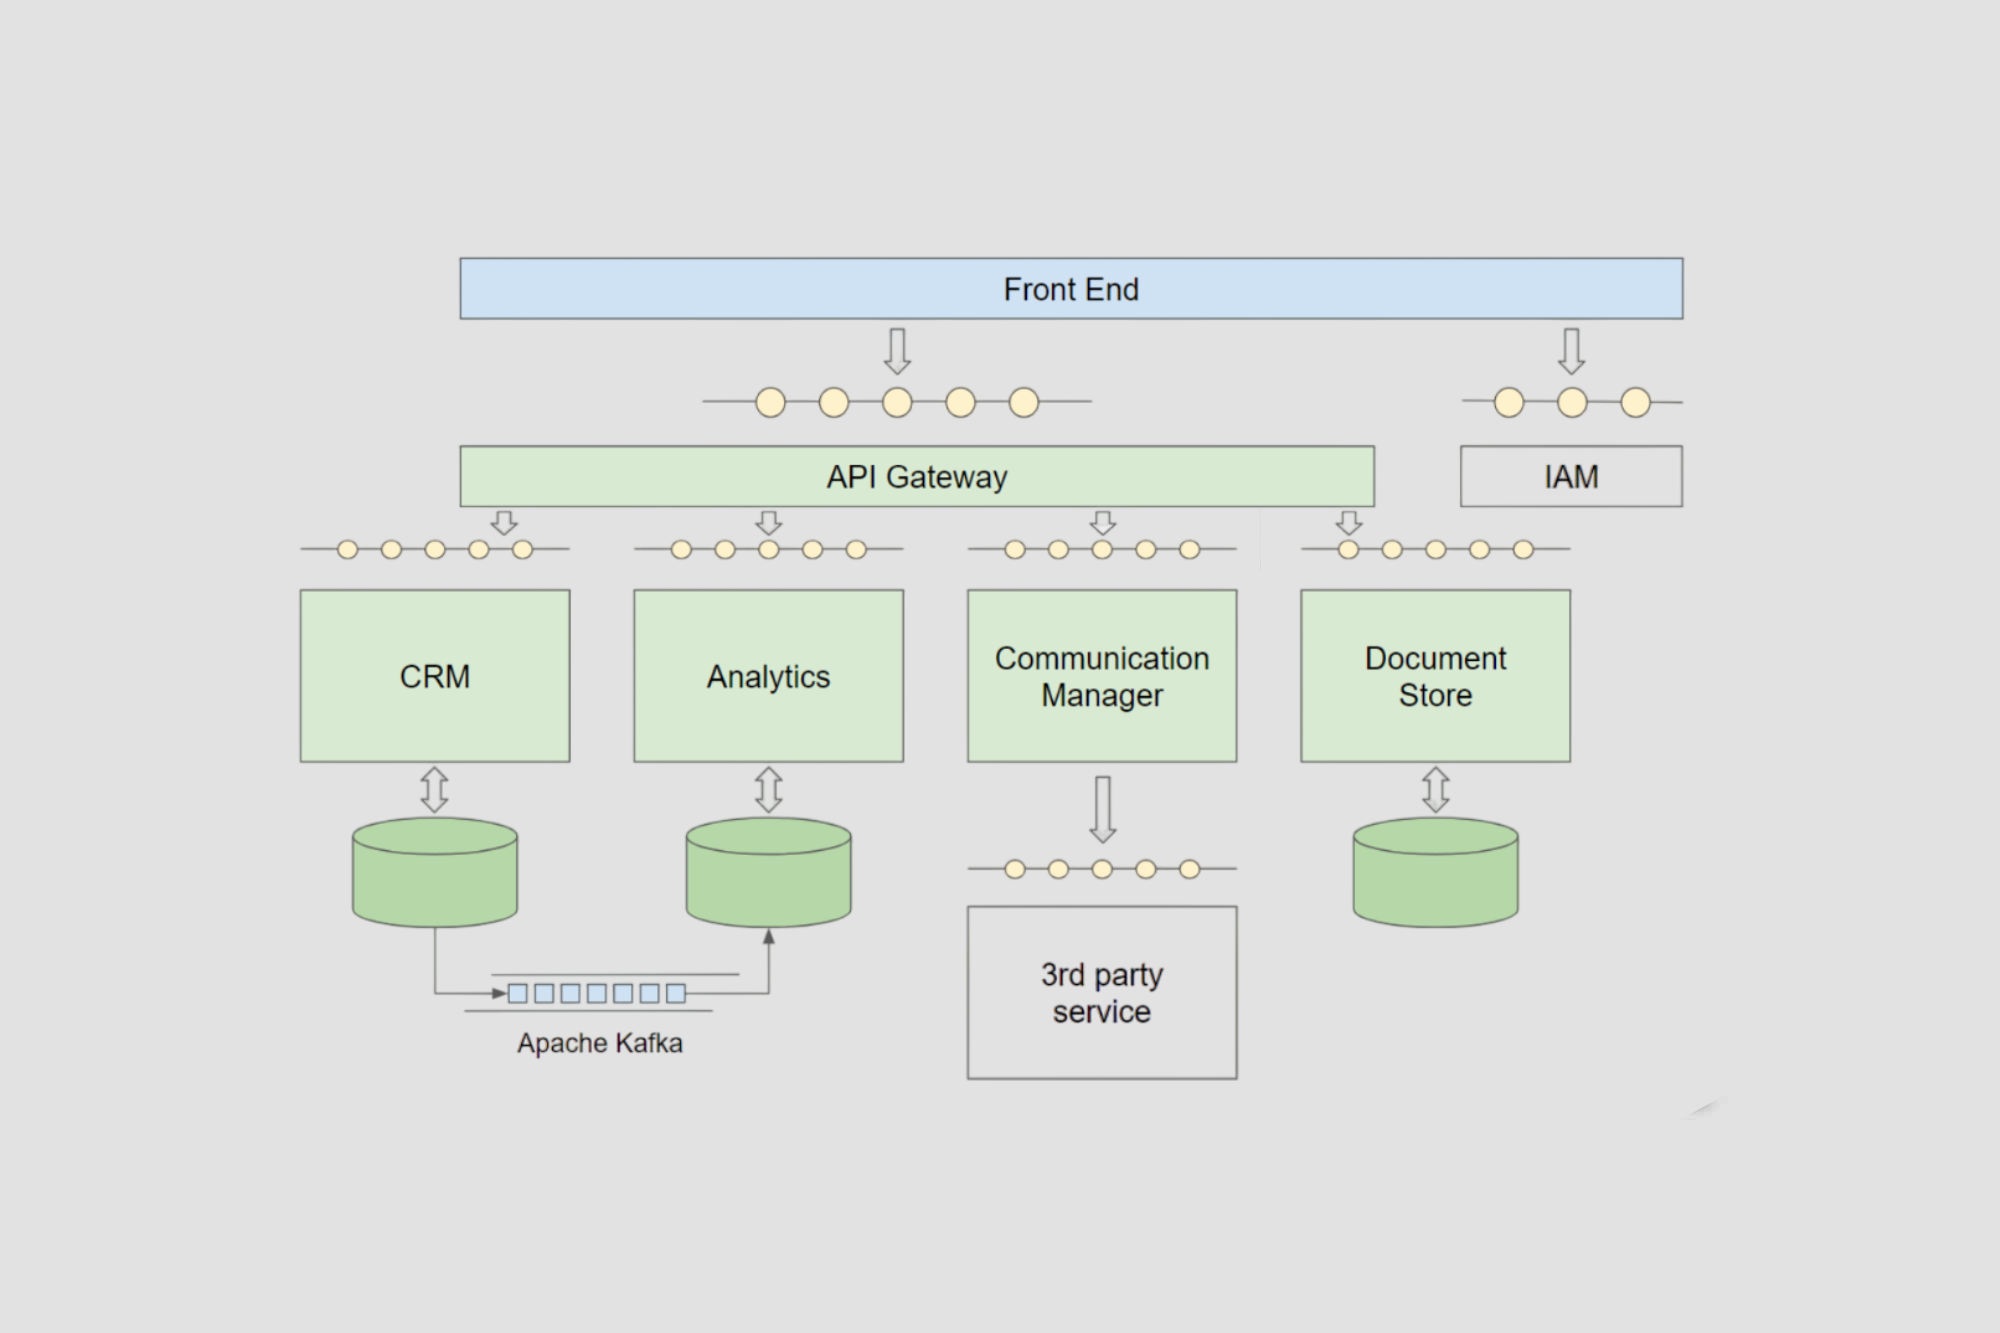 Front End
API Gateway
IAM
CRM
Analytics
Communication
Manager
Document
Store
3rd party
service
Apache Kafka